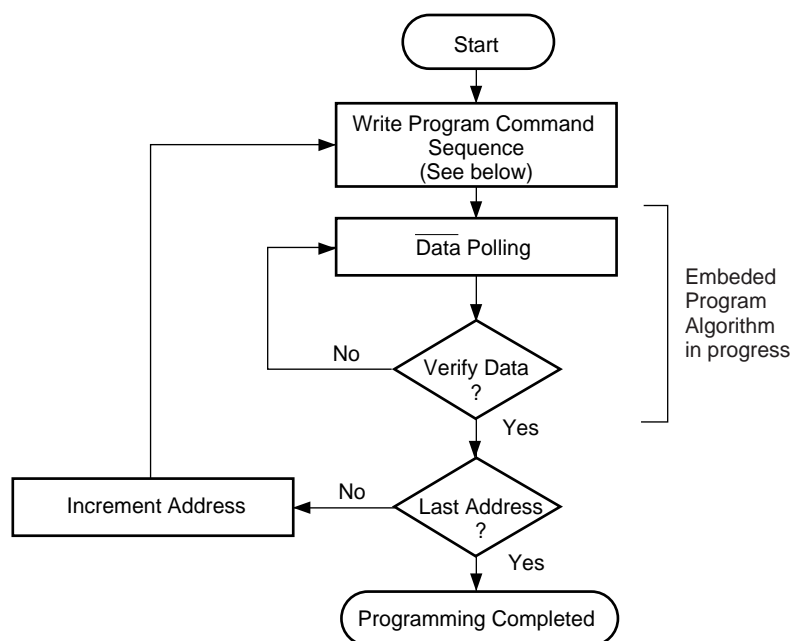 Start
Write Program Command
Sequence
(See below)
Data Polling
Embeded
Program
Algorithm
in progress
No
Verify Data
?
Yes
Increment Address
No
Last Address
?
Yes
Programming Completed